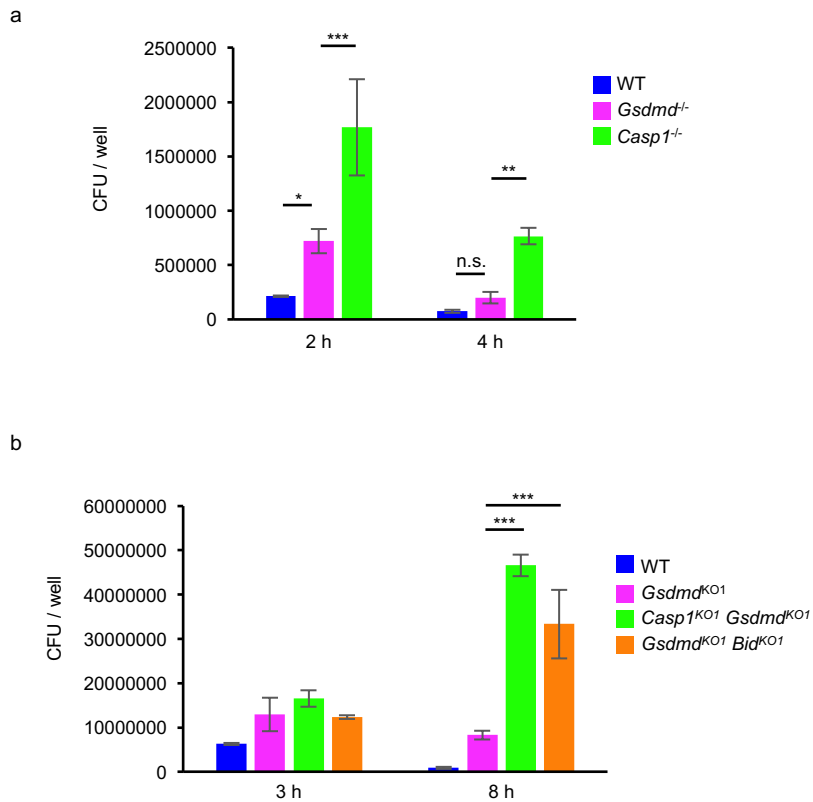 a
CFU / well
2500000
2000000
1500000
1000000
500000
0
***
*
**
n.s.
2 h
4 h
WT
Gsdmd-/-
Casp1-/-
b
CFU / well
60000000
50000000
40000000
30000000
20000000
10000000
0
***
***
3 h
8 h
WT
GsdmdKO1
Casp1KO1 GsdmdKO1
GsdmdKO1 BidKO1